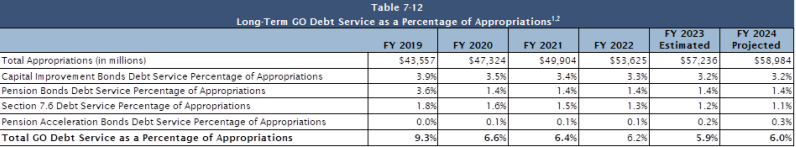 Table 7-12
Long-Term GO Debt Service as a Percentage of Appropriations1,2
FY 2019 FY 2020 FY 2021 FY 2022 FY 2023 Estimated FY 2024 Projected
Total Appropriations (in millions) $43,557 $47,324 $49,904 $53,625 $57,236 $58,984
Capital Improvement Bonds Debt Service Percentage of Appropriations 3.9% 3.5% 3.4% 3.3% 3.2% 3.2%
Pension Bonds Debt Service Percentage of Appropriations 3.6% 1.4% 1.4% 1.4% 1.4% 1.4%
Section 7.6 Debt Service Percentage of Appropriations 1.8% 1.6% 1.5% 1.3% 1.2% 1.1%
Pension Acceleration Bonds Debt Service Percentage of Appropriations 0.0% 0.1% 0.1% 0.1% 0.2% 0.3%
Total GO Debt Service as a Percentage of Appropriations 9.3% 6.6% 6.4% 6.2% 5.9% 6.0%